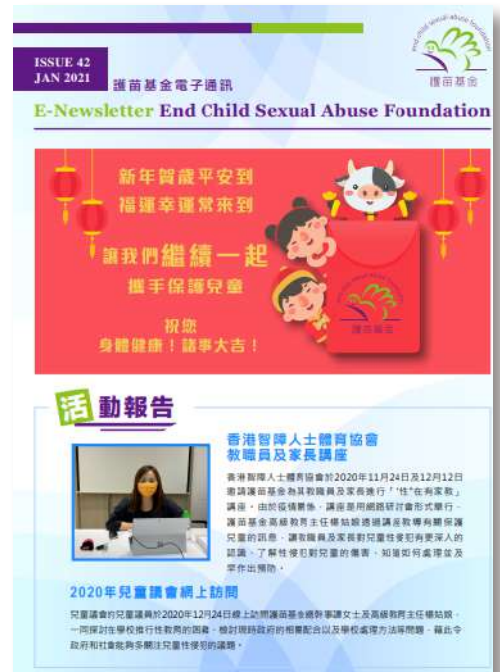 end child sexual abuse foundation
護苗基金
ISSUE 42
JAN 2021
護苗基金電子通訊
E-Newsletter End Child Sexual Abuse Foundation
新年賀歲平安到
福運幸運常來到
讓我們繼續一起
攜手保護兒童
祝您
身體健康！諸事大吉！
end child sexual abuse foundation
護苗基金
活動報告
香港智障人士體育協會
教職員及家長講座
香港智障人士體育協會於2020年11月24日及12月12日
邀請護苗基金為其教職員及家長進行「"性"在有家教」
講座。由於疫情關係，講座是用網路研討會形式舉行，
護苗基金高級教育主任楊姑娘透過講座教導有關保護
兒童的訊息，讓教職員及家長對兒童性侵犯有更深入的
認識、了解性侵犯對兒童的傷害、知道如何處理並及
早作出預防。
2020年兒童議會網上訪問
兒童議會的兒童議員於2020年12月24日線上訪問護苗基金總幹事譚女士及高級教育主任楊姑娘，
一同探討在學校推行性教育的困難，檢討現時政府的相關配合以及學校處理方法等問題，藉此令
政府和社會能夠多關注兒童性侵犯的議題。